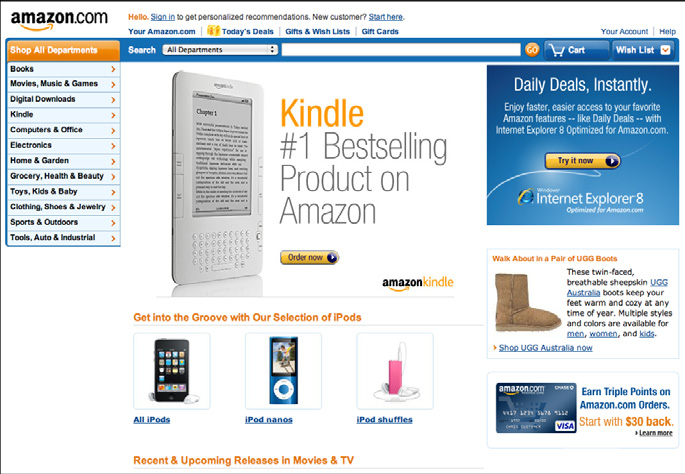 amazon.com
Hello. Sign in to get personalized recommendations. New customer? Start here.
Your Amazon.com | Today's Deals | Gifts & Wish Lists | Gift Cards
Your Account | Help
Shop All Departments
Search All Departments
GO
Cart
Wish List
Books
Movies, Music & Games
Digital Downloads
Kindle
Computers & Office
Electronics
Home & Garden
Grocery, Health & Beauty
Toys, Kids & Baby
Clothing, Shoes & Jewelry
Sports & Outdoors
Tools, Auto & Industrial
amazonkindle
Chapter 1
Kindle
#1 Bestselling
Product on
Amazon
Order now
amazonkindle
Daily Deals, Instantly.
Enjoy faster, easier access to your favorite
Amazon features -- like Daily Deals -- with
Internet Explorer 8 Optimized for Amazon.com.
Try it now
Windows
Internet Explorer 8
Optimized for Amazon.com
Walk About in a Pair of UGG Boots
These twin-faced,
breathable sheepskin UGG
Australia boots keep your
feet warm and cozy at any
time of year. Multiple
styles and colors are available for
men, women, and kids.
Shop UGG Australia now
Get into the Groove with Our Selection of iPods
All iPods
iPod nanos
iPod shuffles
amazon.com
CHASE
VISA
Earn Triple Points on
Amazon.com Orders.
Start with $30 back.
Learn more
Recent & Upcoming Releases in Movies & TV